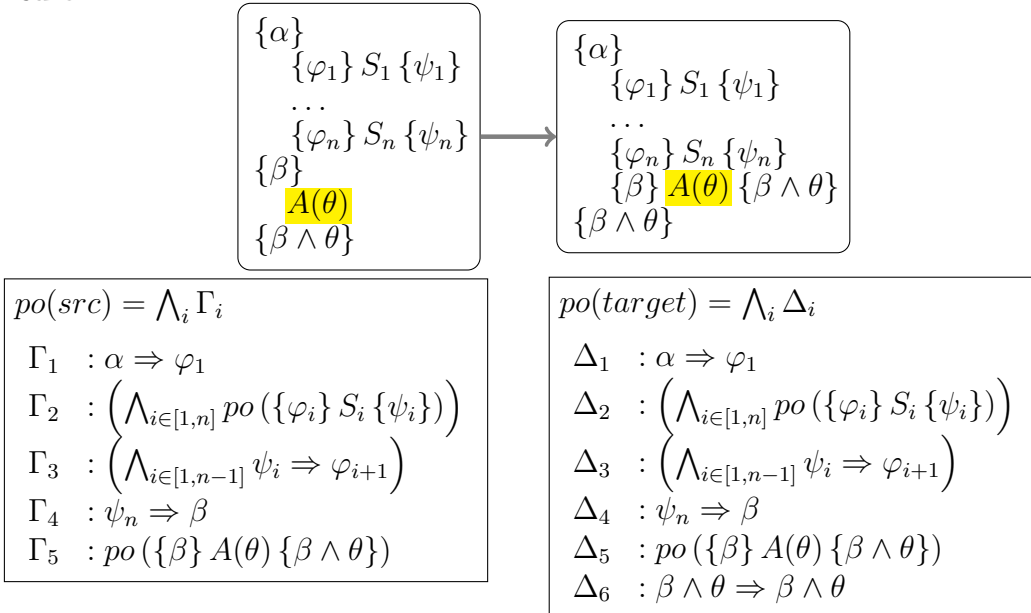 {α}
{φ₁} S₁ {ψ₁}
...
{φₙ} Sₙ {ψₙ}
{β}
A(θ)
{β ∧ θ}
{α}
{φ₁} S₁ {ψ₁}
...
{φₙ} Sₙ {ψₙ}
{β} A(θ) {β ∧ θ}
{β ∧ θ}
po(src) = ⋀ᵢ Γᵢ
Γ₁ : α ⇒ φ₁
Γ₂ : (⋀_{i∈[1,n]} po ({φᵢ} Sᵢ {ψᵢ}))
Γ₃ : (⋀_{i∈[1,n−1]} ψᵢ ⇒ φᵢ₊₁)
Γ₄ : ψₙ ⇒ β
Γ₅ : po ({β} A(θ) {β ∧ θ})
po(target) = ⋀ᵢ Δᵢ
Δ₁ : α ⇒ φ₁
Δ₂ : (⋀_{i∈[1,n]} po ({φᵢ} Sᵢ {ψᵢ}))
Δ₃ : (⋀_{i∈[1,n−1]} ψᵢ ⇒ φᵢ₊₁)
Δ₄ : ψₙ ⇒ β
Δ₅ : po ({β} A(θ) {β ∧ θ})
Δ₆ : β ∧ θ ⇒ β ∧ θ